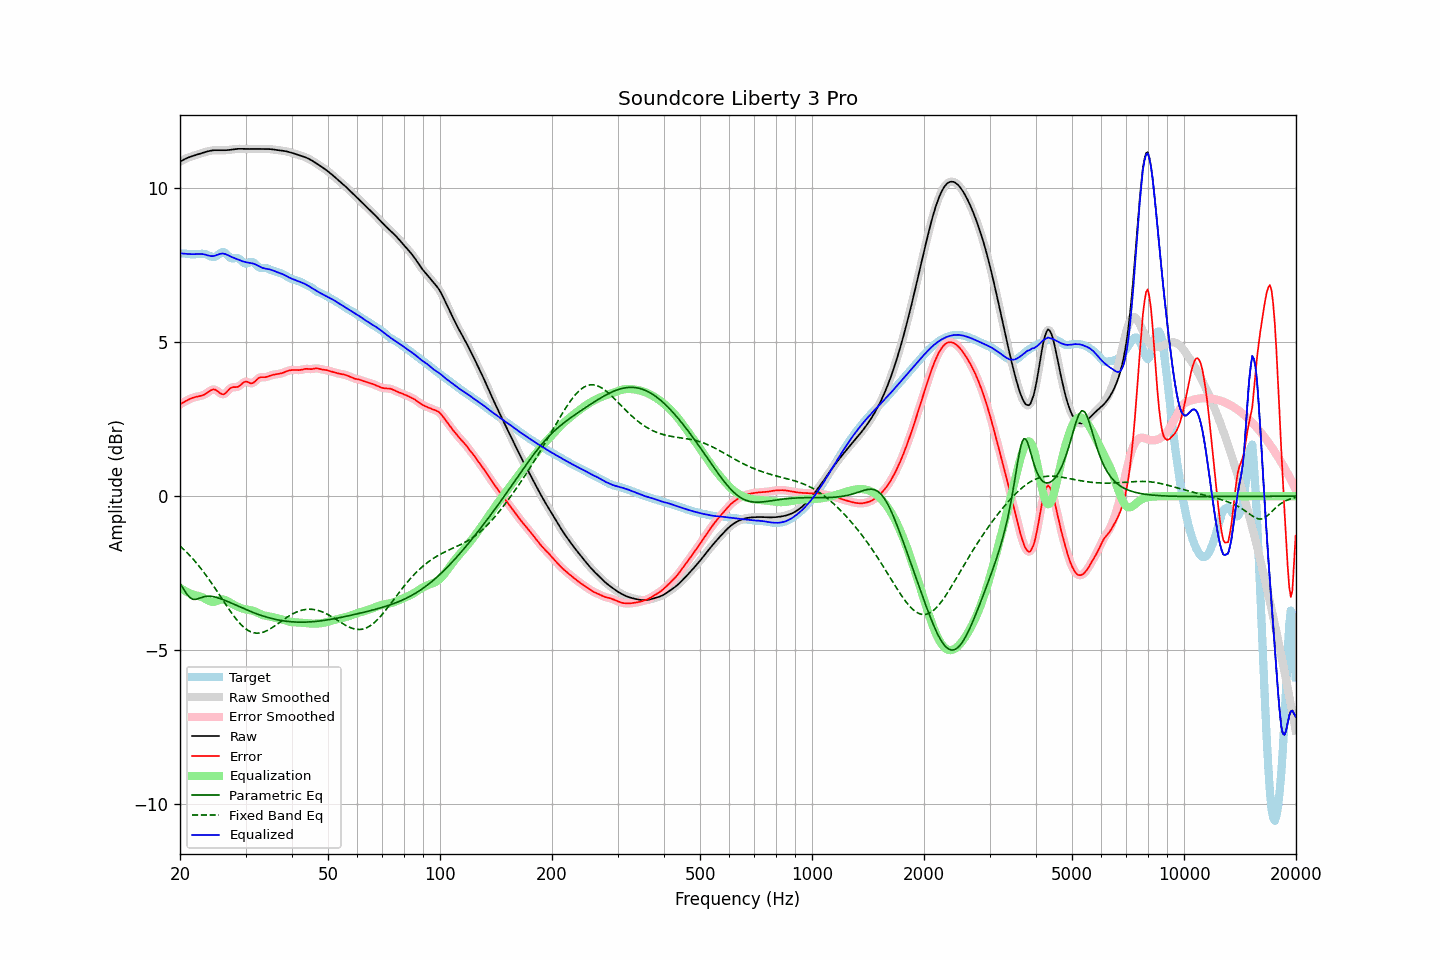 Soundcore Liberty 3 Pro
Amplitude (dBr)
10
5
0
−5
−10
Target
Raw Smoothed
Error Smoothed
Raw
Error
Equalization
Parametric Eq
Fixed Band Eq
Equalized
20 50 100 200 500 1000 2000 5000 10000 20000
Frequency (Hz)